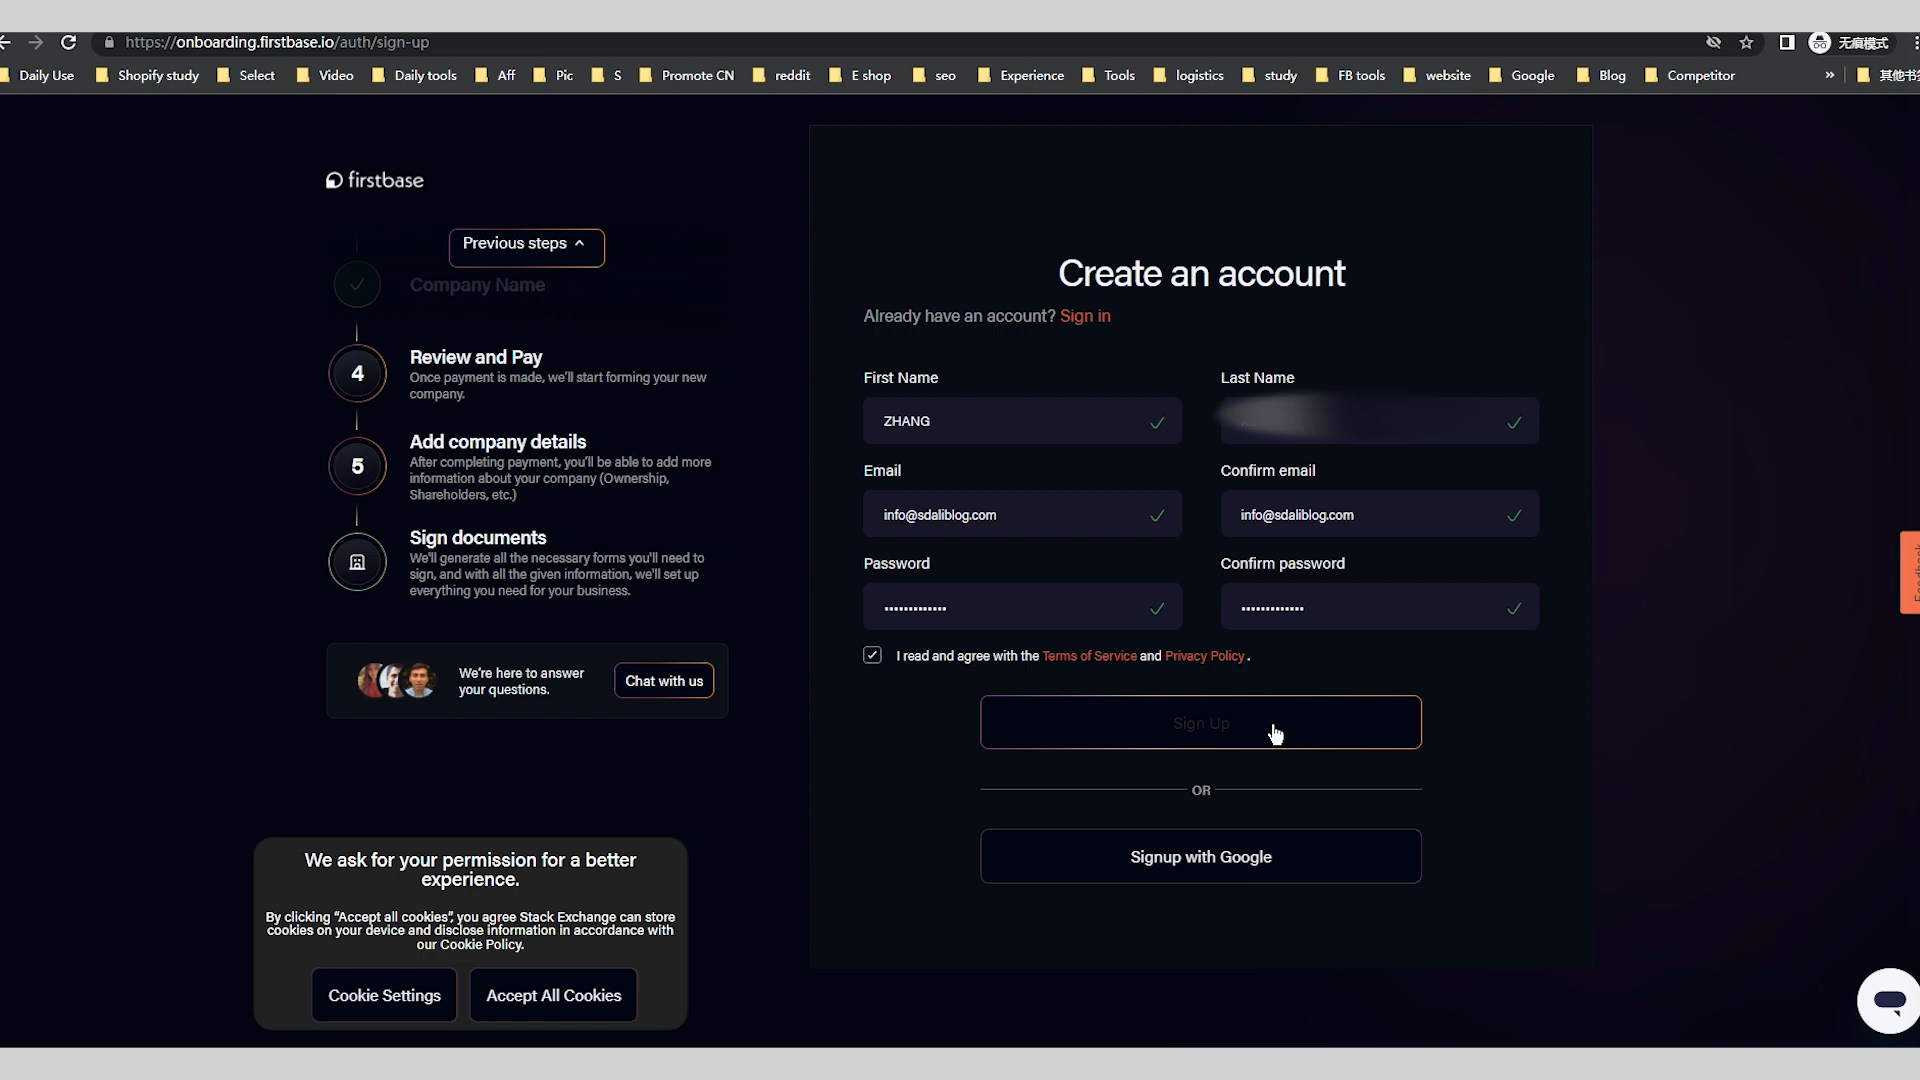 https://onboarding.firstbase.io/auth/sign-up
无痕模式
Daily Use Shopify study Select Video Daily tools Aff Pic S Promote CN reddit E shop seo Experience Tools logistics study FB tools website Google Blog Competitor » 其他书签
firstbase
Previous steps
Company Name
4
Review and Pay
Once payment is made, we'll start forming your new
company.
5
Add company details
After completing payment, you'll be able to add more
information about your company (Ownership,
Shareholders, etc.)
Sign documents
We'll generate all the necessary forms you'll need to
sign, and with all the given information, we'll set up
everything you need for your business.
We're here to answer
your questions.
Chat with us
We ask for your permission for a better
experience.
By clicking "Accept all cookies", you agree Stack Exchange can store
cookies on your device and disclose information in accordance with
our Cookie Policy.
Cookie Settings
Accept All Cookies
Create an account
Already have an account? Sign in
First Name Last Name
ZHANG
Email Confirm email
info@sdaliblog.com info@sdaliblog.com
Password Confirm password
••••••••••••• •••••••••••••
I read and agree with the Terms of Service and Privacy Policy.
Sign Up
OR
Signup with Google
Feedback